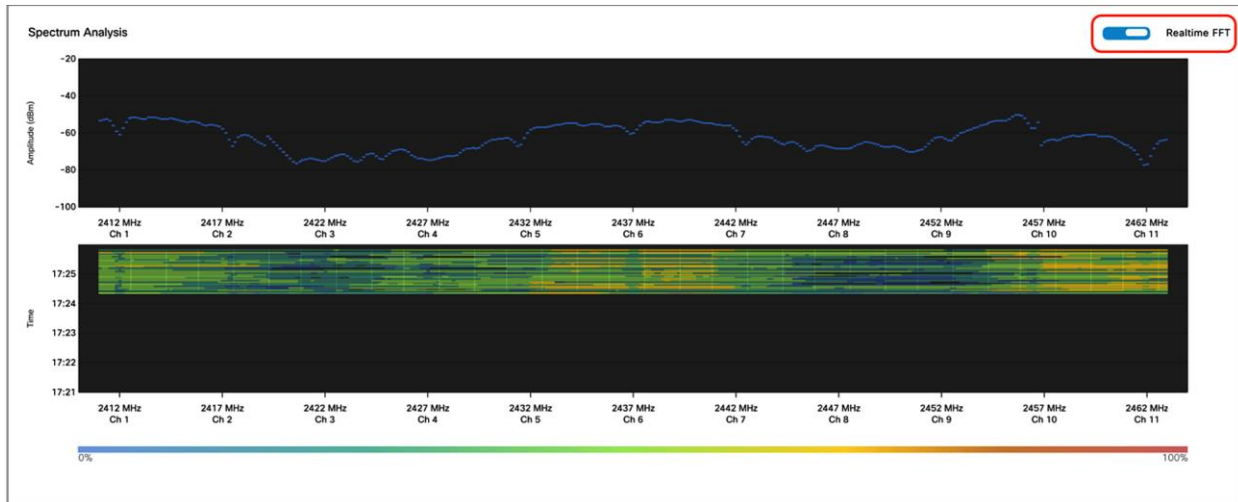 Spectrum Analysis
Realtime FFT
Amplitude (dBm)
-20
-40
-60
-80
-100
2412 MHz 2417 MHz 2422 MHz 2427 MHz 2432 MHz 2437 MHz 2442 MHz 2447 MHz 2452 MHz 2457 MHz 2462 MHz
Ch 1 Ch 2 Ch 3 Ch 4 Ch 5 Ch 6 Ch 7 Ch 8 Ch 9 Ch 10 Ch 11
Time
17:25
17:24
17:23
17:22
17:21
2412 MHz 2417 MHz 2422 MHz 2427 MHz 2432 MHz 2437 MHz 2442 MHz 2447 MHz 2452 MHz 2457 MHz 2462 MHz
Ch 1 Ch 2 Ch 3 Ch 4 Ch 5 Ch 6 Ch 7 Ch 8 Ch 9 Ch 10 Ch 11
0% 100%